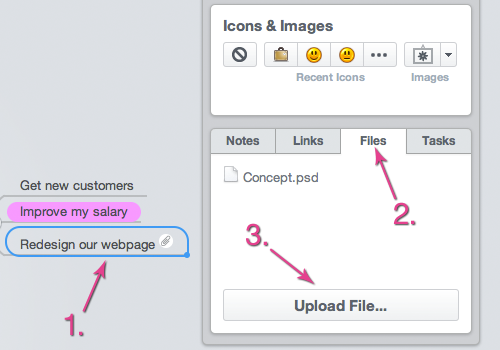 Icons & Images
Recent Icons
Images
Notes
Links
Files
Tasks
Concept.psd
Get new customers
Improve my salary
Redesign our webpage
1.
2.
3.
Upload File...